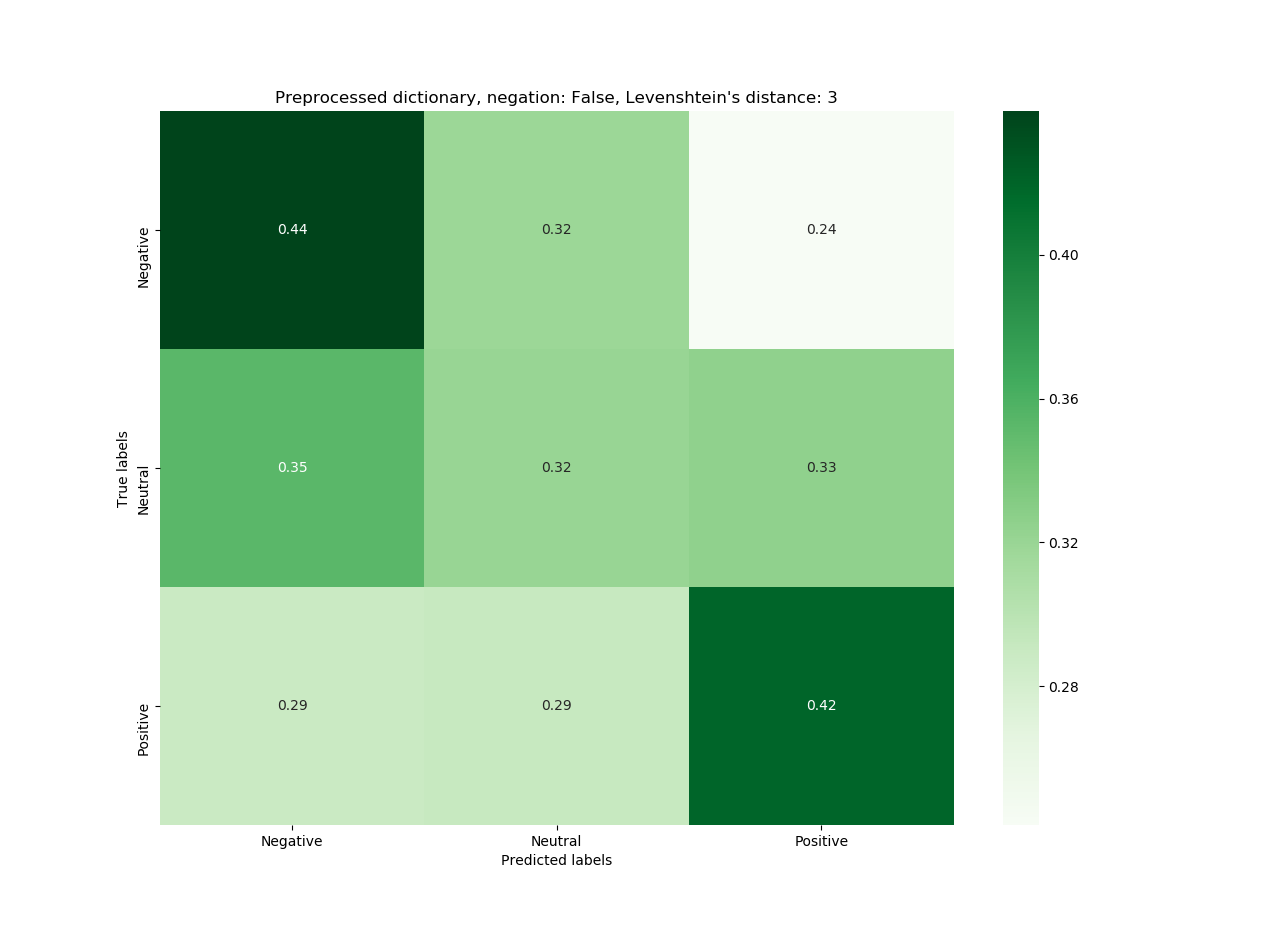 Preprocessed dictionary, negation: False, Levenshtein's distance: 3
True labels
Negative
0.44
0.32
0.24
Neutral
0.35
0.32
0.33
Positive
0.29
0.29
0.42
Negative
Neutral
Positive
Predicted labels
0.40
0.36
0.32
0.28